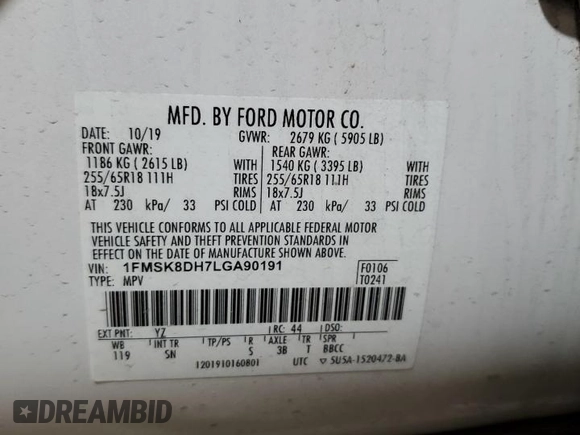 MFD. BY FORD MOTOR CO.
DATE: 10/19 GVWR: 2679 KG ( 5905 LB)
FRONT GAWR: REAR GAWR:
1186 KG ( 2615 LB) WITH 1540 KG ( 3395 LB) WITH
255/65R18 111H TIRES 255/65R18 111H TIRES
18x7.5J RIMS 18x7.5J RIMS
AT 230 kPa/ 33 PSI COLD AT 230 kPa/ 33 PSI COLD
THIS VEHICLE CONFORMS TO ALL APPLICABLE FEDERAL MOTOR
VEHICLE SAFETY AND THEFT PREVENTION STANDARDS IN
EFFECT ON THE DATE OF MANUFACTURE SHOWN ABOVE.
VIN: 1FMSK8DH7LGA90191 F0106
TYPE: MPV T0241
EXT PNT: YZ RC: 44 DSO:
WB INT TR TP/PS R AXLE TR SPR
119 SN S 3B T BBCC
1201910160801 UTC ▽ 5USA-1520472-BA
DREAMBID